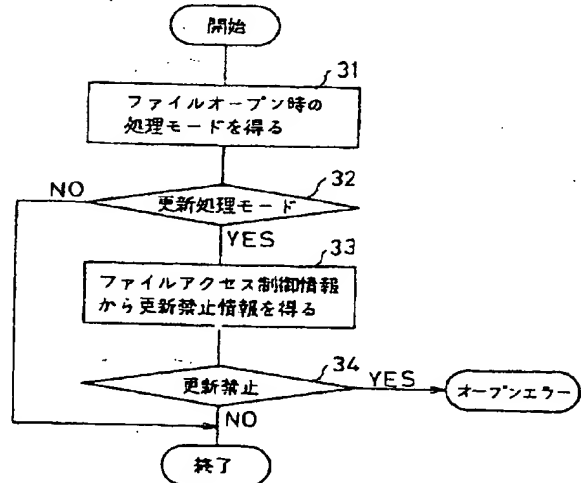 開始
31
ファイルオープン時の
処理モードを得る
32
NO
更新処理モード
YES
33
ファイルアクセス制御情報
から更新禁止情報を得る
34
更新禁止
YES
オープンエラー
NO
終了